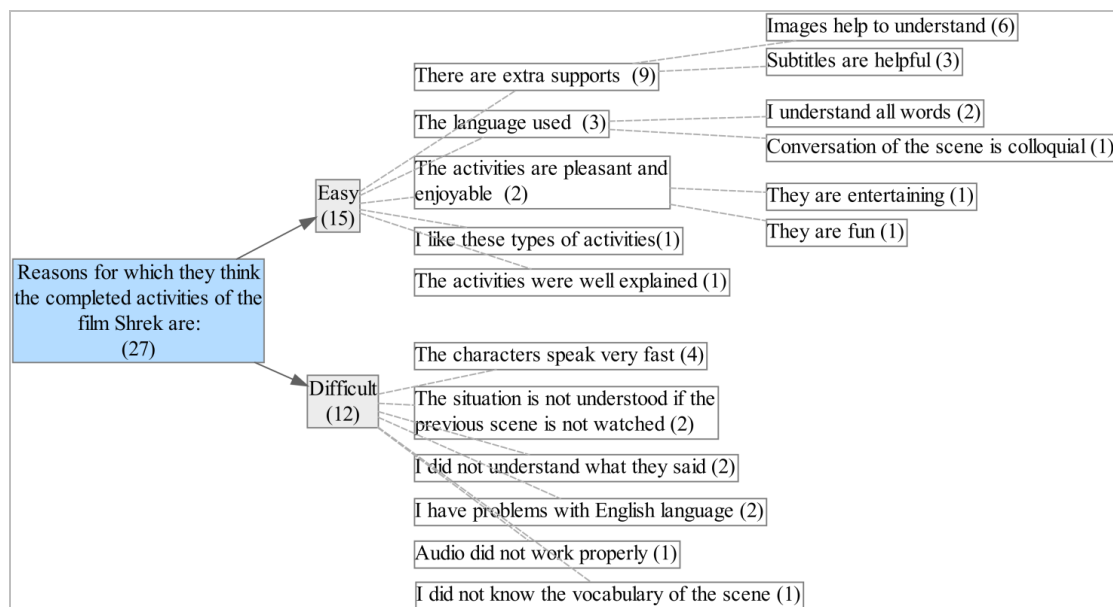 Reasons for which they think
the completed activities of the
film Shrek are:
(27)
Easy
(15)
There are extra supports (9)
Images help to understand (6)
Subtitles are helpful (3)
The language used (3)
I understand all words (2)
Conversation of the scene is colloquial (1)
The activities are pleasant and
enjoyable (2)
They are entertaining (1)
They are fun (1)
I like these types of activities(1)
The activities were well explained (1)
Difficult
(12)
The characters speak very fast (4)
The situation is not understood if the
previous scene is not watched (2)
I did not understand what they said (2)
I have problems with English language (2)
Audio did not work properly (1)
I did not know the vocabulary of the scene (1)